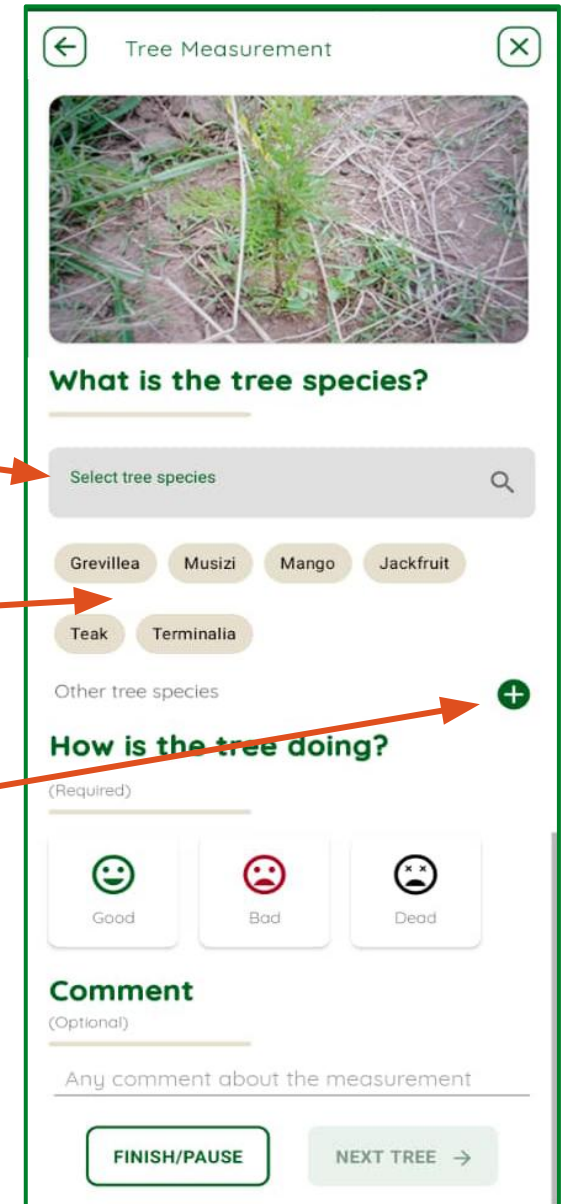 Tree Measurement
What is the tree species?
Select tree species
Grevillea Musizi Mango Jackfruit
Teak Terminalia
Other tree species
How is the tree doing?
(Required)
Good Bad Dead
Comment
(Optional)
Any comment about the measurement
FINISH/PAUSE NEXT TREE →